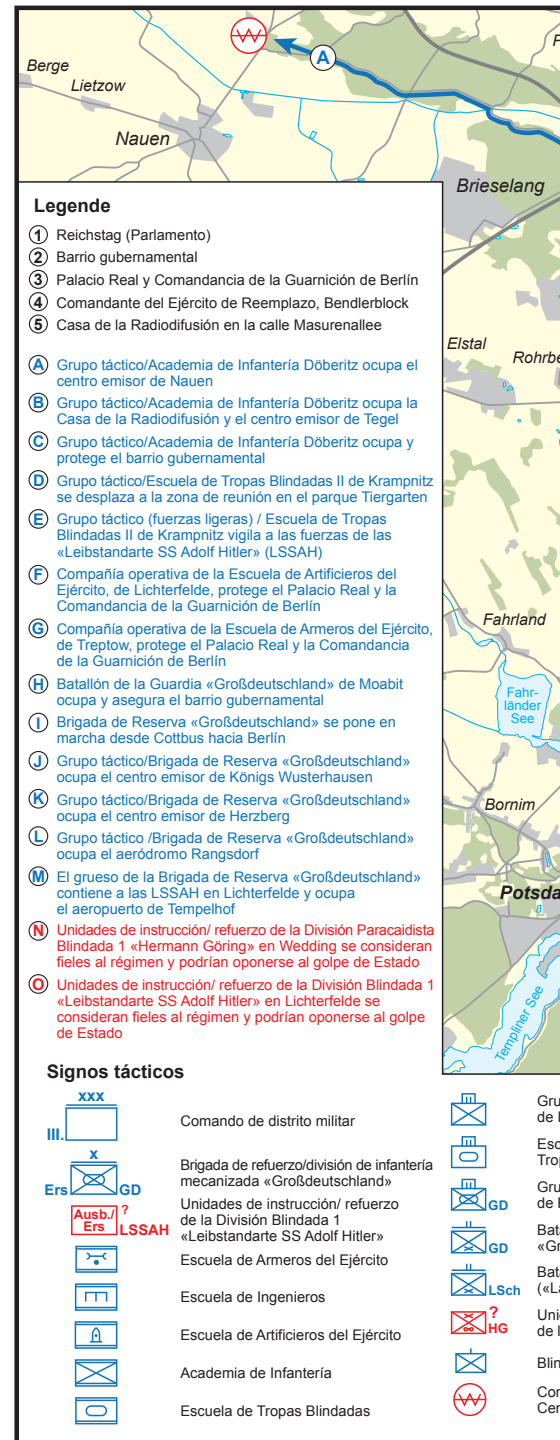 A
F
Berge
Lietzow
Nauen
Brieselang
Elstal
Rohrbe
Fahrland
Fahr-
länder
See
Bornim
Potsda
Templiner See
Legende
1 Reichstag (Parlamento)
2 Barrio gubernamental
3 Palacio Real y Comandancia de la Guarnición de Berlín
4 Comandante del Ejército de Reemplazo, Bendlerblock
5 Casa de la Radiodifusión en la calle Masurenallee
A Grupo táctico/Academia de Infantería Döberitz ocupa el
centro emisor de Nauen
B Grupo táctico/Academia de Infantería Döberitz ocupa la
Casa de la Radiodifusión y el centro emisor de Tegel
C Grupo táctico/Academia de Infantería Döberitz ocupa y
protege el barrio gubernamental
D Grupo táctico/Escuela de Tropas Blindadas II de Krampnitz
se desplaza a la zona de reunión en el parque Tiergarten
E Grupo táctico (fuerzas ligeras) / Escuela de Tropas
Blindadas II de Krampnitz vigila a las fuerzas de las
«Leibstandarte SS Adolf Hitler» (LSSAH)
F Compañía operativa de la Escuela de Artificieros del
Ejército, de Lichterfelde, protege el Palacio Real y la
Comandancia de la Guarnición de Berlín
G Compañía operativa de la Escuela de Armeros del Ejército,
de Treptow, protege el Palacio Real y la Comandancia
de la Guarnición de Berlín
H Batallón de la Guardia «Großdeutschland» de Moabit
ocupa y asegura el barrio gubernamental
I Brigada de Reserva «Großdeutschland» se pone en
marcha desde Cottbus hacia Berlín
J Grupo táctico/Brigada de Reserva «Großdeutschland»
ocupa el centro emisor de Königs Wusterhausen
K Grupo táctico/Brigada de Reserva «Großdeutschland»
ocupa el centro emisor de Herzberg
L Grupo táctico /Brigada de Reserva «Großdeutschland»
ocupa el aeródromo Rangsdorf
M El grueso de la Brigada de Reserva «Großdeutschland»
contiene a las LSSAH en Lichterfelde y ocupa
el aeropuerto de Tempelhof
N Unidades de instrucción/ refuerzo de la División Paracaidista
Blindada 1 «Hermann Göring» en Wedding se consideran
fieles al régimen y podrían oponerse al golpe de Estado
O Unidades de instrucción/ refuerzo de la División Blindada 1
«Leibstandarte SS Adolf Hitler» en Lichterfelde se
consideran fieles al régimen y podrían oponerse al golpe
de Estado
Signos tácticos
xxx
III.
Comando de distrito militar
x
Ers GD
Brigada de refuerzo/división de infantería
mecanizada «Großdeutschland»
Ausb./
Ers
?
LSSAH
Unidades de instrucción/ refuerzo
de la División Blindada 1
«Leibstandarte SS Adolf Hitler»
Escuela de Armeros del Ejército
Escuela de Ingenieros
Escuela de Artificieros del Ejército
Academia de Infantería
Escuela de Tropas Blindadas
Gru
de l
Esc
Trop
GD
Gru
de L
GD
Bata
«Gr
LSch
Bata
(«La
?
HG
Unid
de l
Blin
Con
Cen